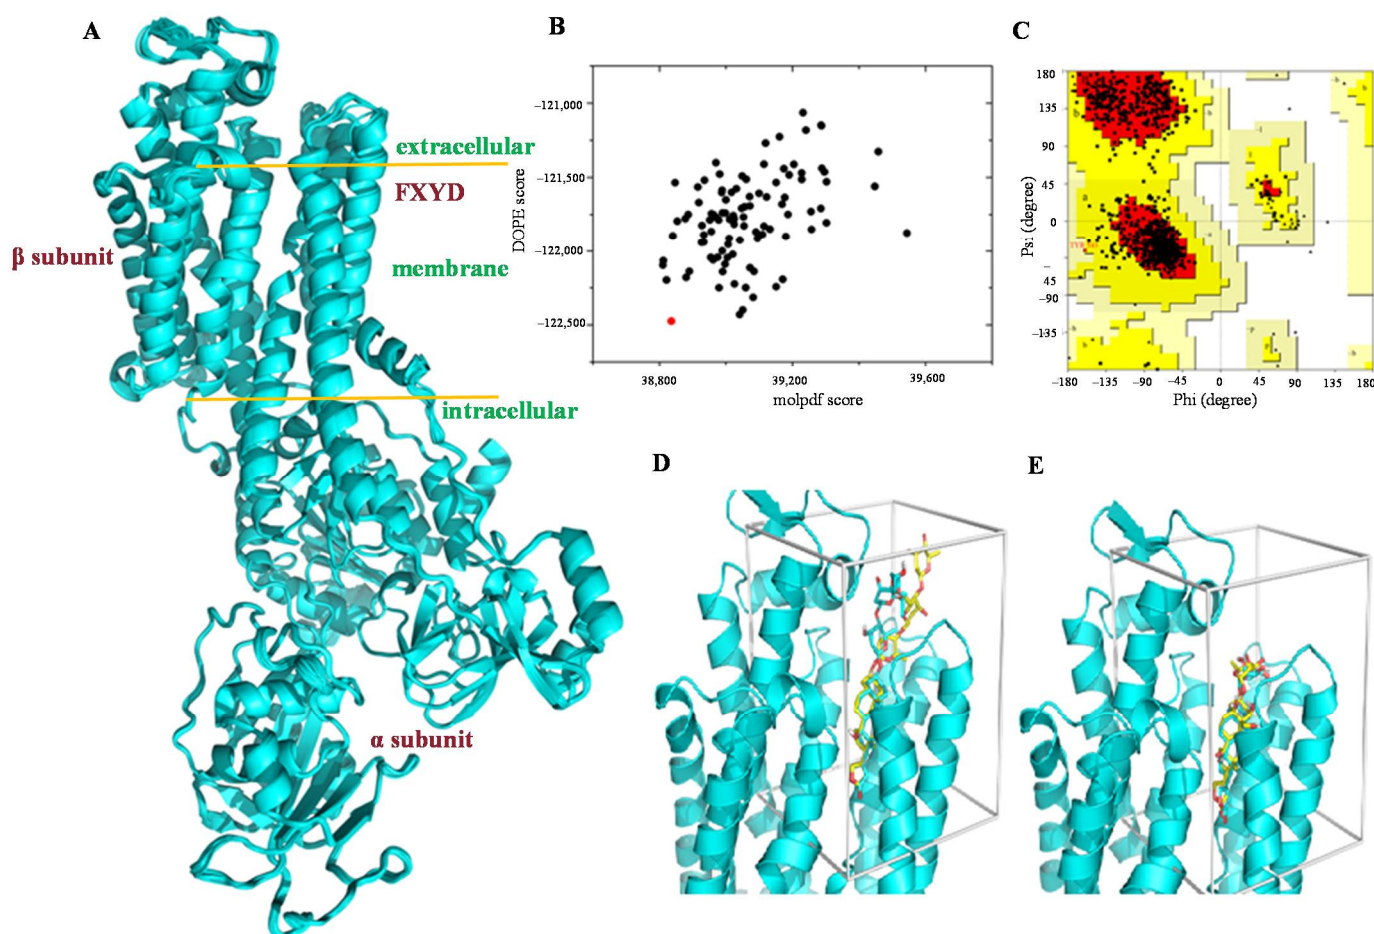 A
extracellular
FXYD
β subunit
membrane
intracellular
α subunit
B
DOPE score
−121,000
−121,500
−122,000
−122,500
38,800
39,200
39,600
molpdf score
C
Psi (degree)
180
135
90
45
0
−
45
−90
−135
−180
−135
−90
−45
0
45
90
135
180
Phi (degree)
D
E